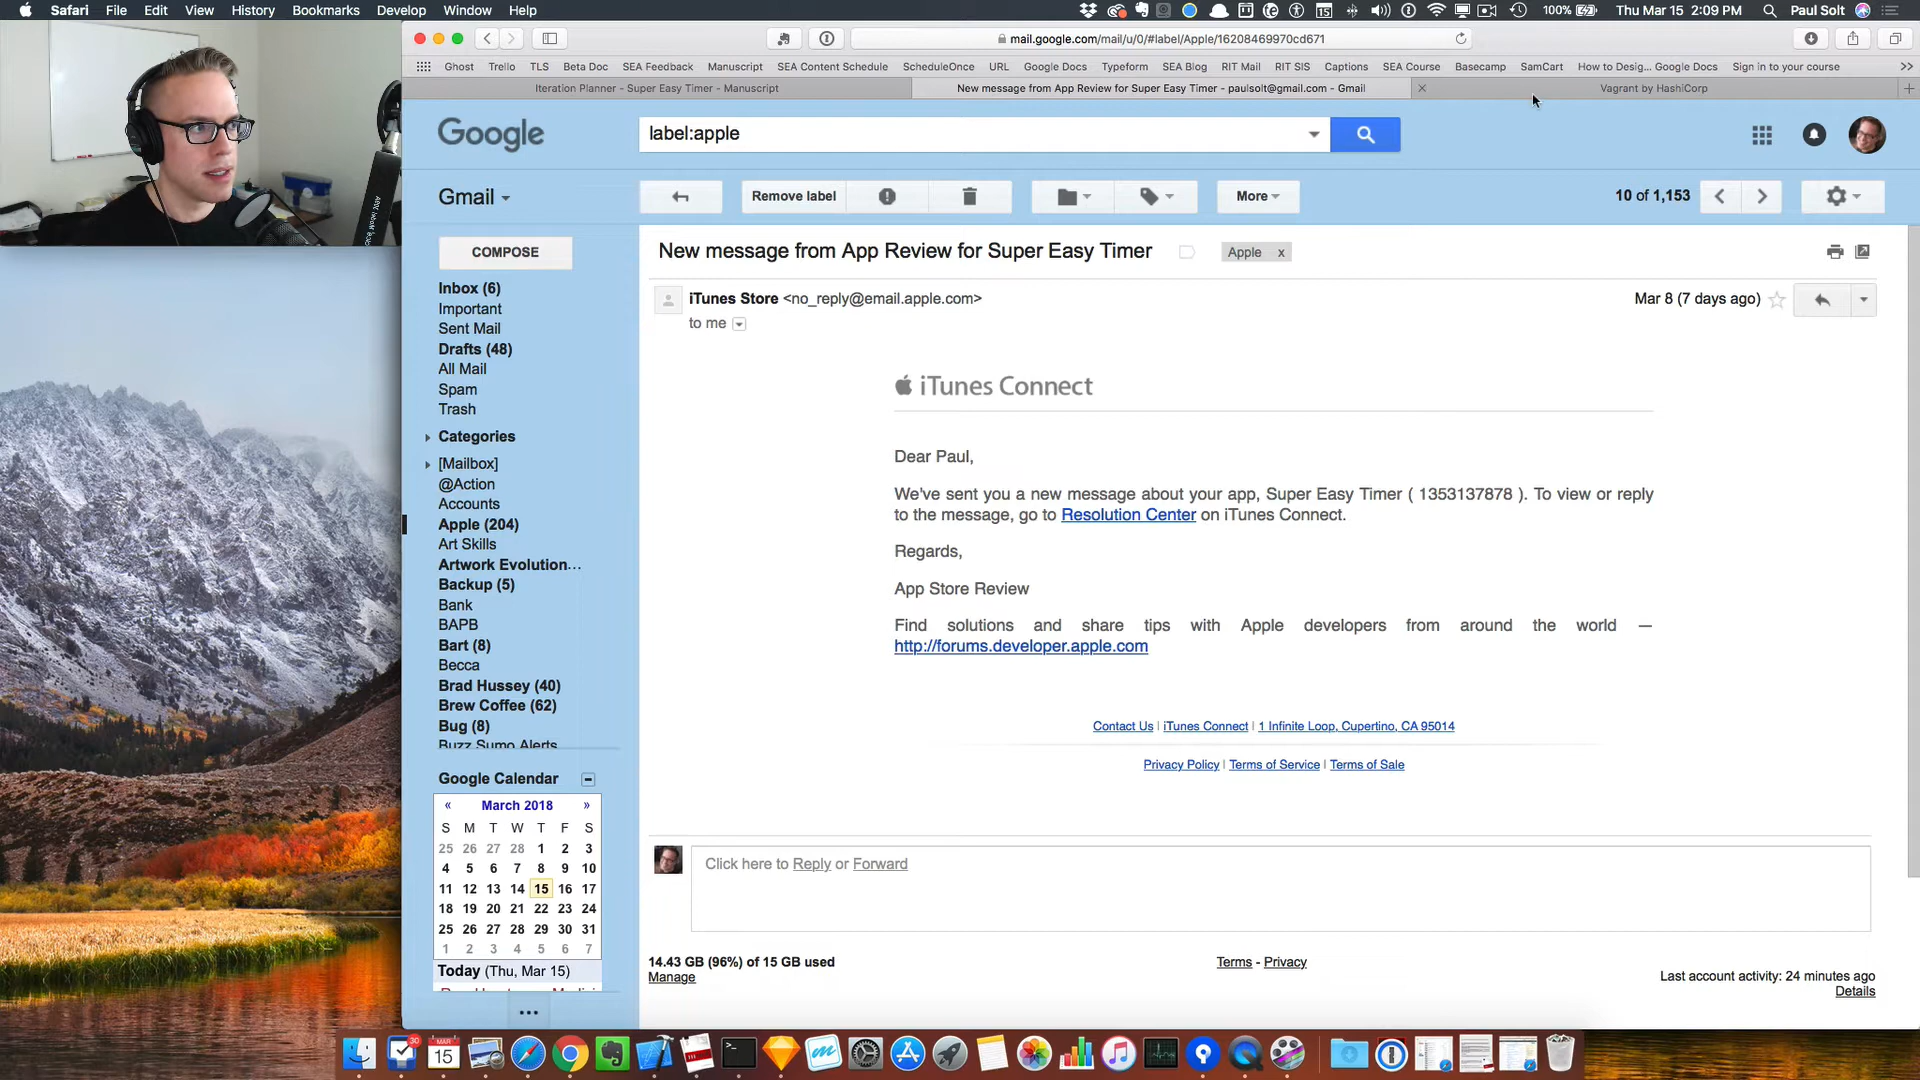 Safari File Edit View History Bookmarks Develop Window Help
100% Thu Mar 15 2:09 PM Paul Solt
mail.google.com/mail/u/0/#label/Apple/16208469970cd671
Ghost Trello TLS Beta Doc SEA Feedback Manuscript SEA Content Schedule ScheduleOnce URL Google Docs Typeform SEA Blog RIT Mail RIT SIS Captions SEA Course Basecamp SamCart How to Desig... Google Docs Sign in to your course
Iteration Planner - Super Easy Timer - Manuscript
New message from App Review for Super Easy Timer - paulsolt@gmail.com - Gmail
Vagrant by HashiCorp
Google
label:apple
Gmail
Remove label
More
10 of 1,153
COMPOSE
Inbox (6)
Important
Sent Mail
Drafts (48)
All Mail
Spam
Trash
Categories
[Mailbox]
@Action
Accounts
Apple (204)
Art Skills
Artwork Evolution...
Backup (5)
Bank
BAPB
Bart (8)
Becca
Brad Hussey (40)
Brew Coffee (62)
Bug (8)
Buzz Sumo Alerts
Google Calendar
« March 2018 »
S M T W T F S
25 26 27 28 1 2 3
4 5 6 7 8 9 10
11 12 13 14 15 16 17
18 19 20 21 22 23 24
25 26 27 28 29 30 31
1 2 3 4 5 6 7
Today (Thu, Mar 15)
New message from App Review for Super Easy Timer
Apple x
iTunes Store <no_reply@email.apple.com>
Mar 8 (7 days ago)
to me
iTunes Connect
Dear Paul,
We've sent you a new message about your app, Super Easy Timer ( 1353137878 ). To view or reply
to the message, go to Resolution Center on iTunes Connect.
Regards,
App Store Review
Find solutions and share tips with Apple developers from around the world —
http://forums.developer.apple.com
Contact Us | iTunes Connect | 1 Infinite Loop, Cupertino, CA 95014
Privacy Policy | Terms of Service | Terms of Sale
Click here to Reply or Forward
14.43 GB (96%) of 15 GB used
Manage
Terms - Privacy
Last account activity: 24 minutes ago
Details
30
MAR
15